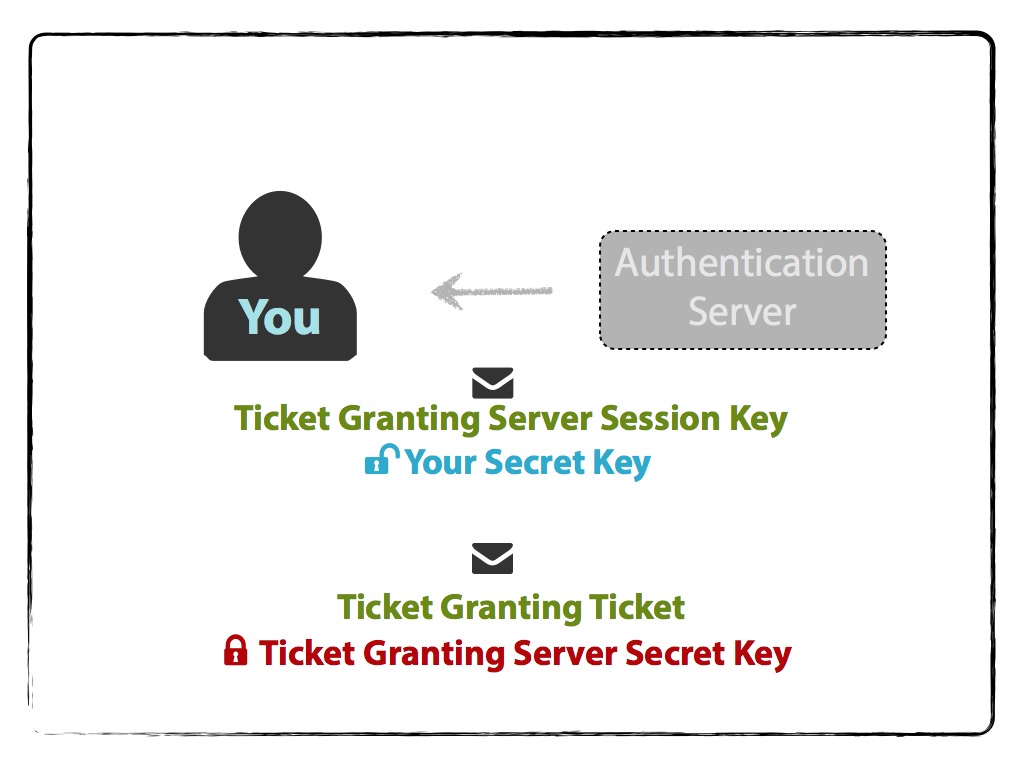 You
Authentication
Server
Ticket Granting Server Session Key
Your Secret Key
Ticket Granting Ticket
Ticket Granting Server Secret Key